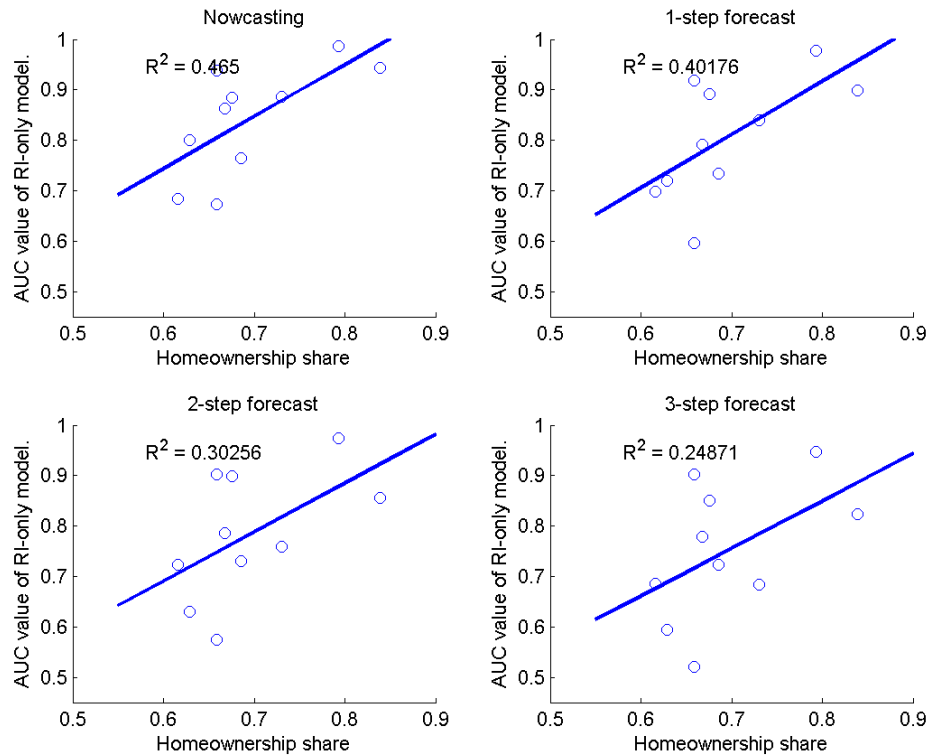 Nowcasting
R² = 0.465
AUC value of RI-only model.
1
0.9
0.8
0.7
0.6
0.5
0.5 0.6 0.7 0.8 0.9
Homeownership share
1-step forecast
R² = 0.40176
AUC value of RI-only model.
1
0.9
0.8
0.7
0.6
0.5
0.5 0.6 0.7 0.8 0.9
Homeownership share
2-step forecast
R² = 0.30256
AUC value of RI-only model.
1
0.9
0.8
0.7
0.6
0.5
0.5 0.6 0.7 0.8 0.9
Homeownership share
3-step forecast
R² = 0.24871
AUC value of RI-only model.
1
0.9
0.8
0.7
0.6
0.5
0.5 0.6 0.7 0.8 0.9
Homeownership share